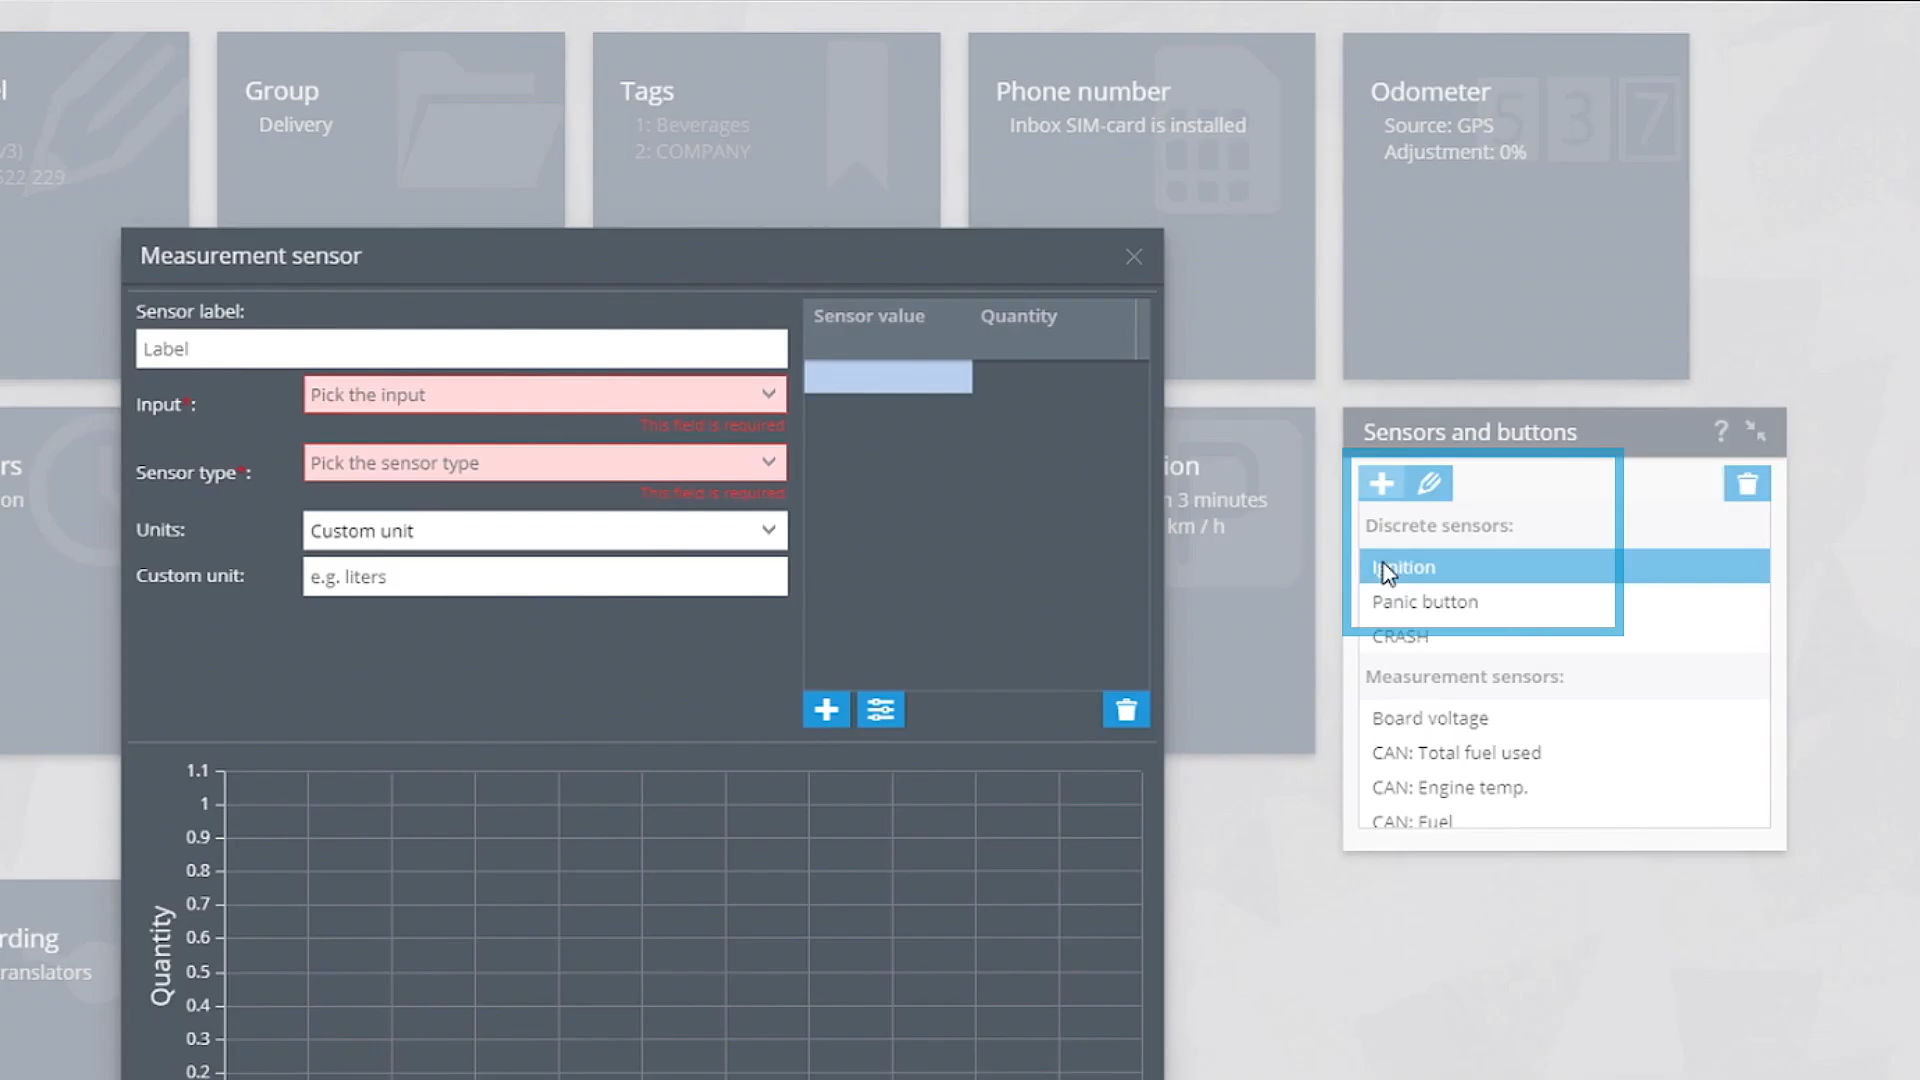 l
v3)
522 229
Group
Delivery
Tags
1: Beverages
2: COMPANY
Phone number
Inbox SIM-card is installed
Odometer
Source: GPS
Adjustment: 0%
537
Measurement sensor
Sensor label:
Label
Input*:
Pick the input
This field is required
Sensor type*:
Pick the sensor type
This field is required
Units:
Custom unit
Custom unit:
e.g. liters
Sensor value Quantity
rs
on
ion
n 3 minutes
km / h
Sensors and buttons ?
Discrete sensors:
Ignition
Panic button
CRASH
Measurement sensors:
Board voltage
CAN: Total fuel used
CAN: Engine temp.
CAN: Fuel
rding
ranslators
Quantity
1.1
1
0.9
0.8
0.7
0.6
0.5
0.4
0.3
0.2